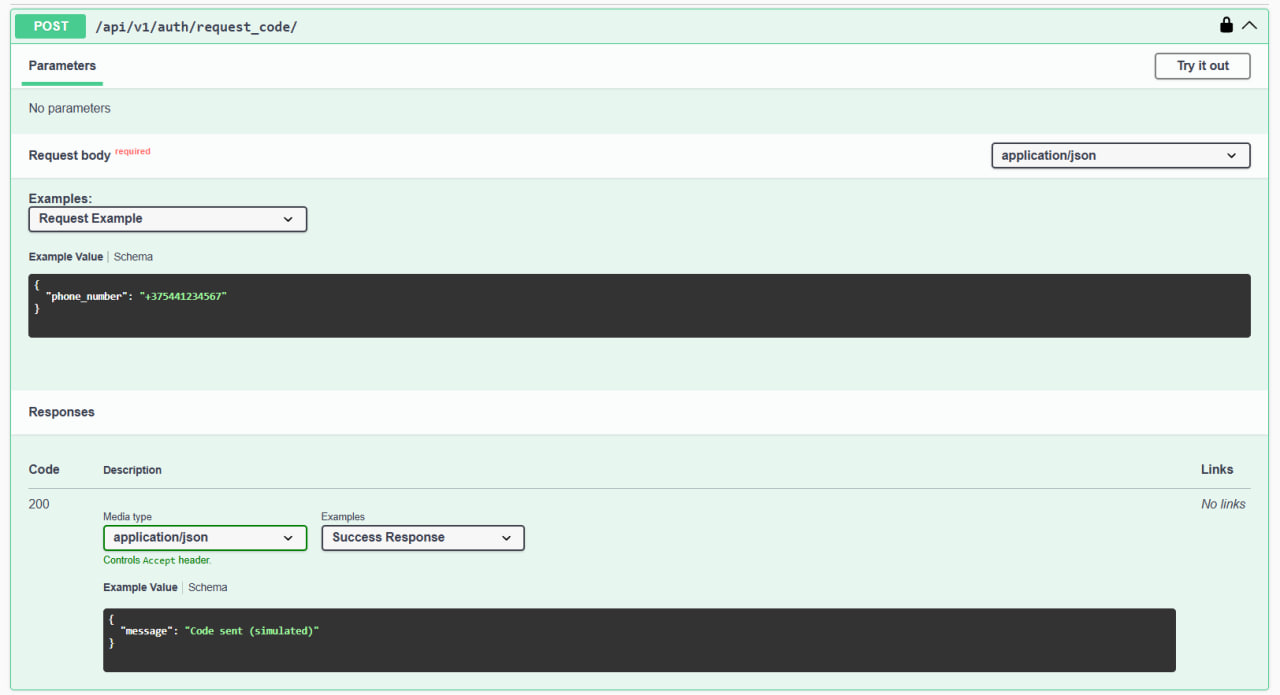 POST /api/v1/auth/request_code/
Parameters Try it out
No parameters
Request body required application/json
Examples:
Request Example
Example Value | Schema
{
"phone_number": "+375441234567"
}
Responses
Code Description Links
200 No links
Media type Examples
application/json Success Response
Controls Accept header.
Example Value | Schema
{
"message": "Code sent (simulated)"
}